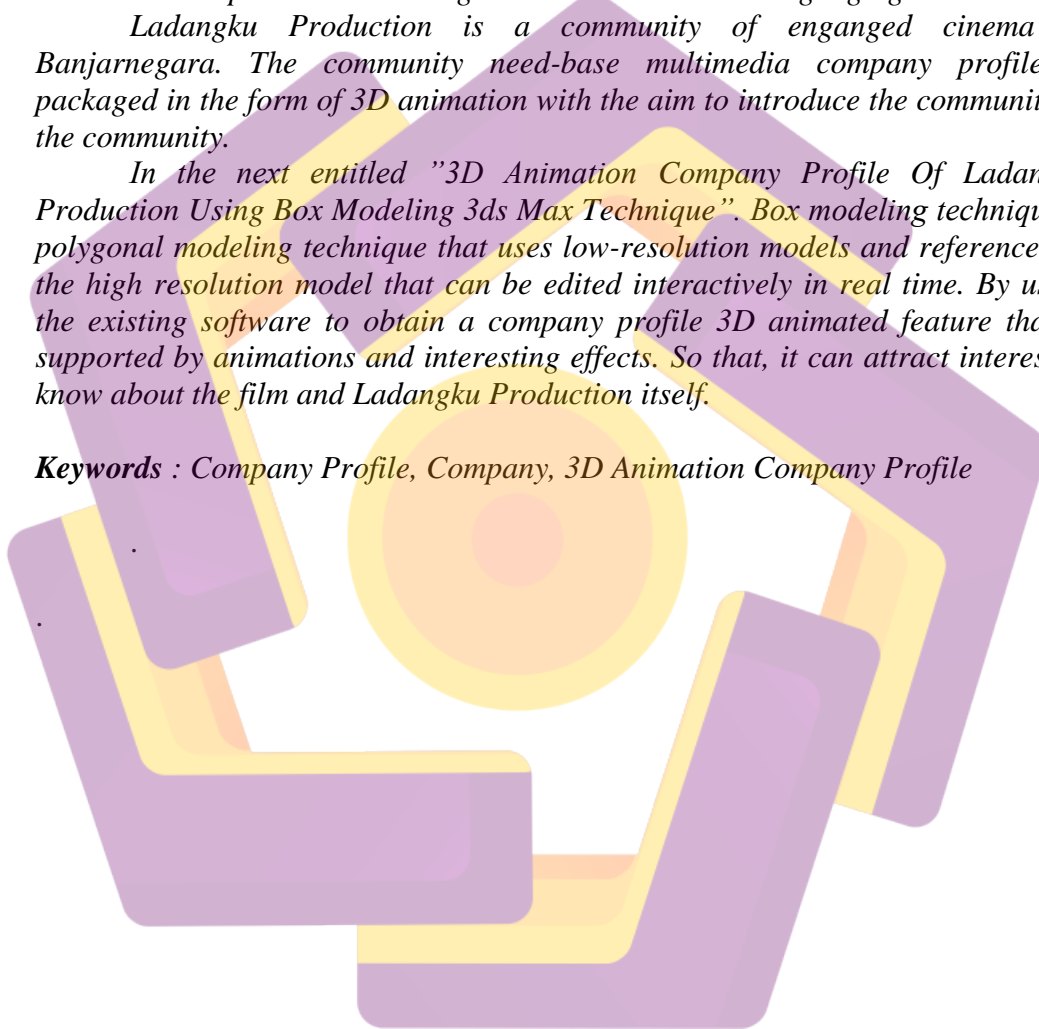 Ladangku Production is a community of enganged cinema
Banjarnegara. The community need-base multimedia company profile
packaged in the form of 3D animation with the aim to introduce the
the community.
In the next entitled ”3D Animation Company Profile Of
Production Using Box Modeling 3ds Max Technique”. Box modeling
polygonal modeling technique that uses low-resolution models and reference
the high resolution model that can be edited interactively in real time. By
the existing software to obtain a company profile 3D animated feature
supported by animations and interesting effects. So that, it can attract
know about the film and Ladangku Production itself.
Keywords : Company Profile, Company, 3D Animation Company Profile
.
.